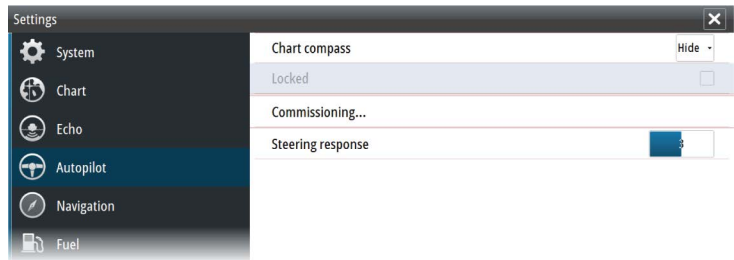 Settings
System
Chart
Echo
Autopilot
Navigation
Fuel
Chart compass
Hide
Locked
Commissioning...
Steering response